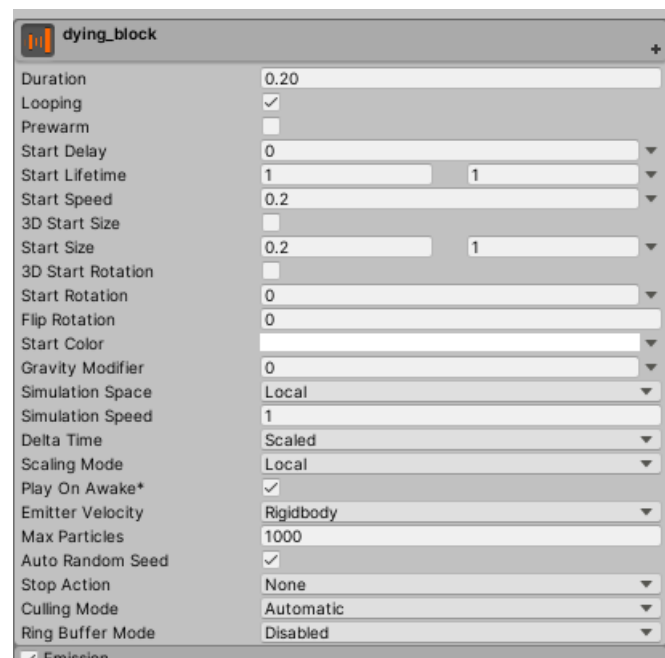 dying_block
Duration 0.20
Looping
Prewarm
Start Delay 0
Start Lifetime 1 1
Start Speed 0.2
3D Start Size
Start Size 0.2 1
3D Start Rotation
Start Rotation 0
Flip Rotation 0
Start Color
Gravity Modifier 0
Simulation Space Local
Simulation Speed 1
Delta Time Scaled
Scaling Mode Local
Play On Awake*
Emitter Velocity Rigidbody
Max Particles 1000
Auto Random Seed
Stop Action None
Culling Mode Automatic
Ring Buffer Mode Disabled
Emission